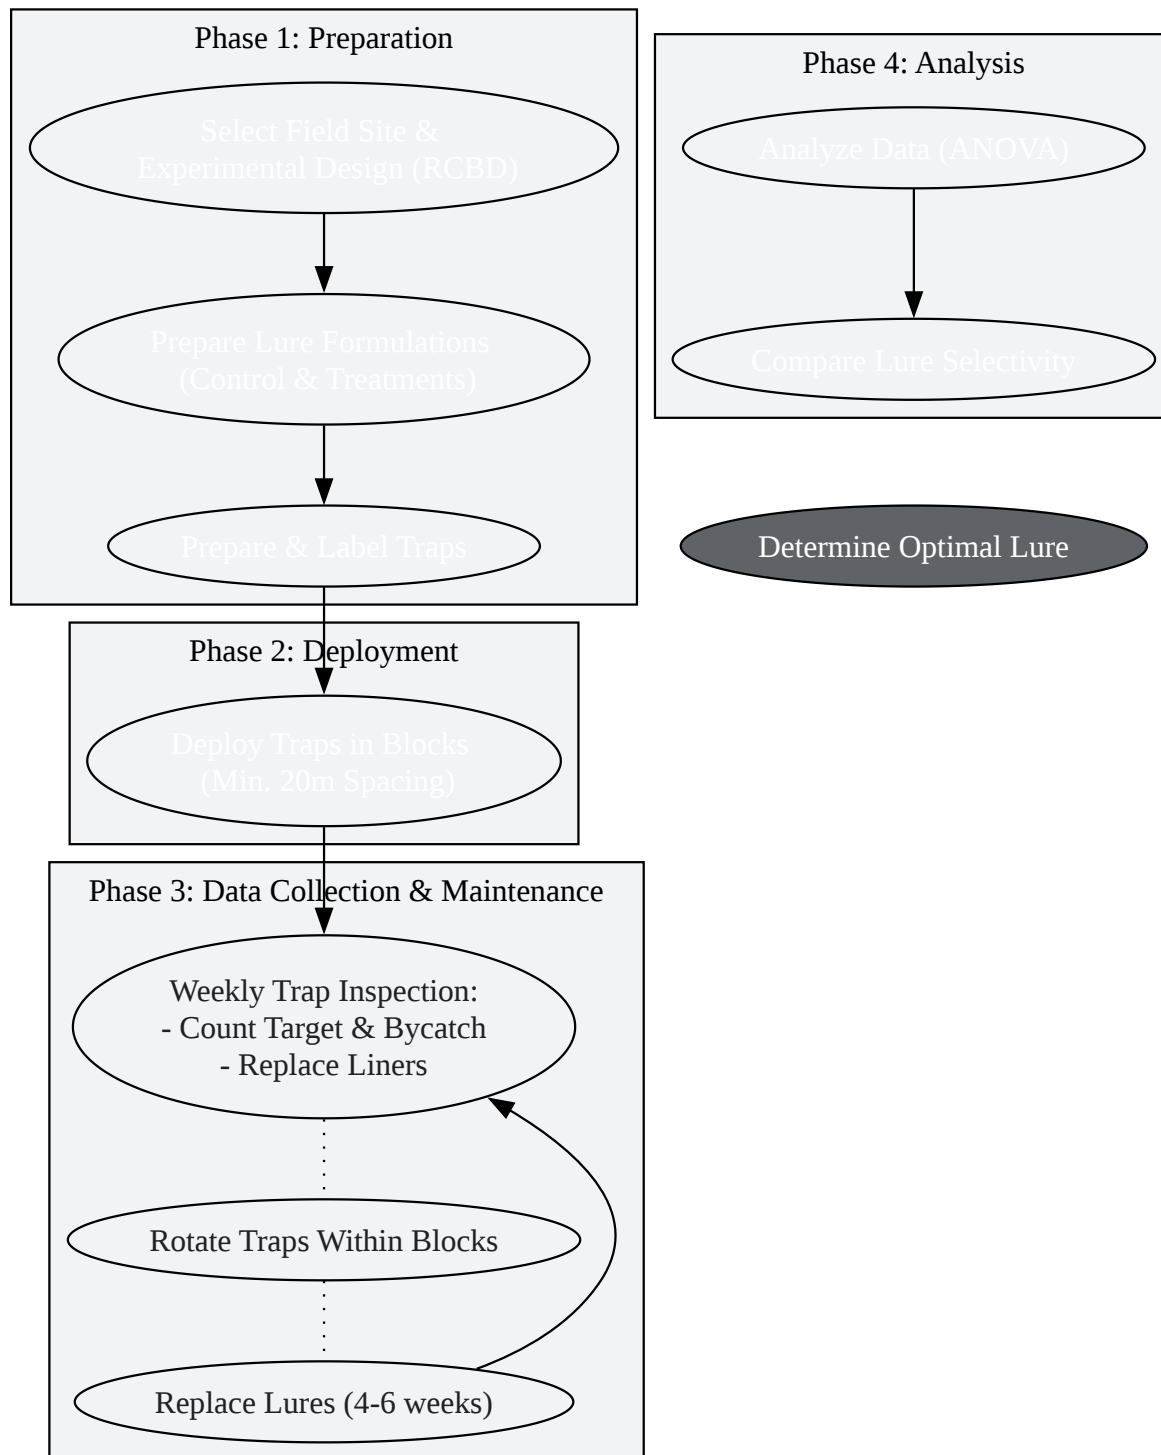 Phase 1: Preparation
Select Field Site &
Experimental Design (RCBD)
Prepare Lure Formulations
(Control & Treatments)
Prepare & Label Traps
Phase 2: Deployment
Deploy Traps in Blocks
(Min. 20m Spacing)
Phase 3: Data Collection & Maintenance
Weekly Trap Inspection:
- Count Target & Bycatch
- Replace Liners
Rotate Traps Within Blocks
Replace Lures (4-6 weeks)
Phase 4: Analysis
Analyze Data (ANOVA)
Compare Lure Selectivity
Determine Optimal Lure